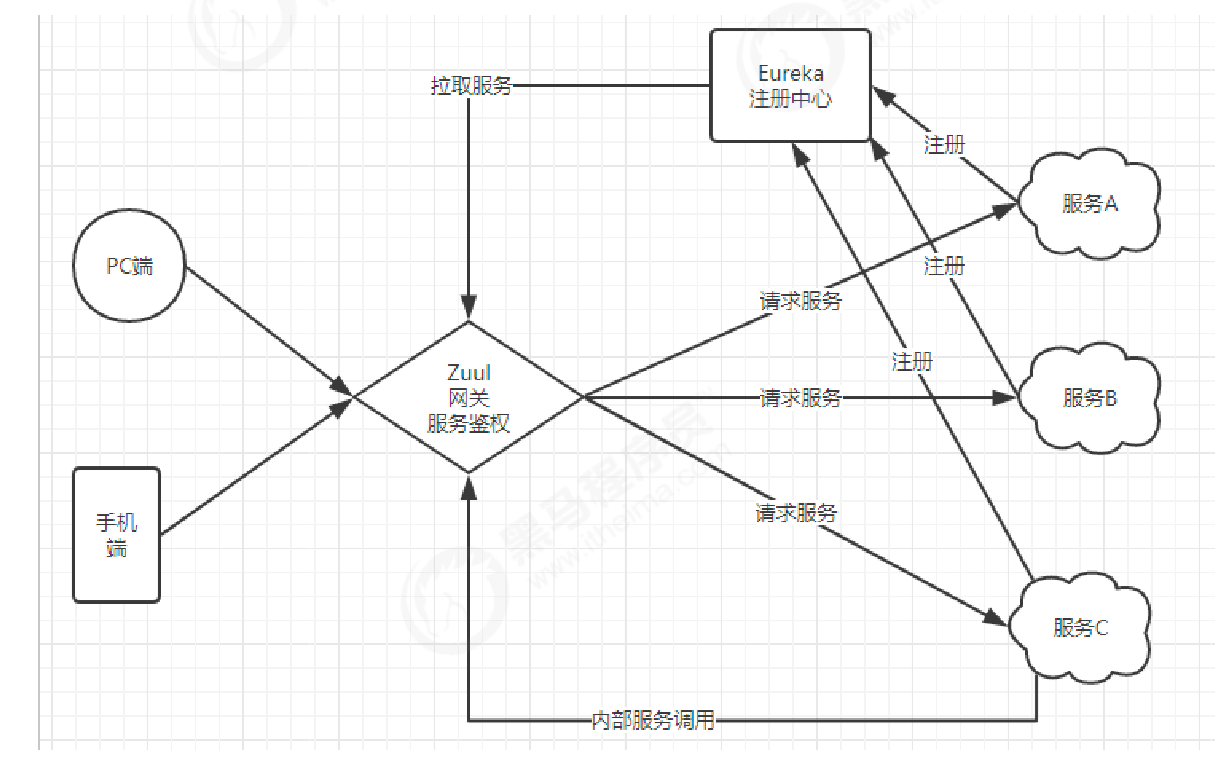 Eureka
注册中心
拉取服务
注册
服务A
PC端
注册
请求服务
注册
Zuul
网关
服务鉴权
请求服务
服务B
手机
端
请求服务
服务C
内部服务调用
黑马程序员
www.itheima.com